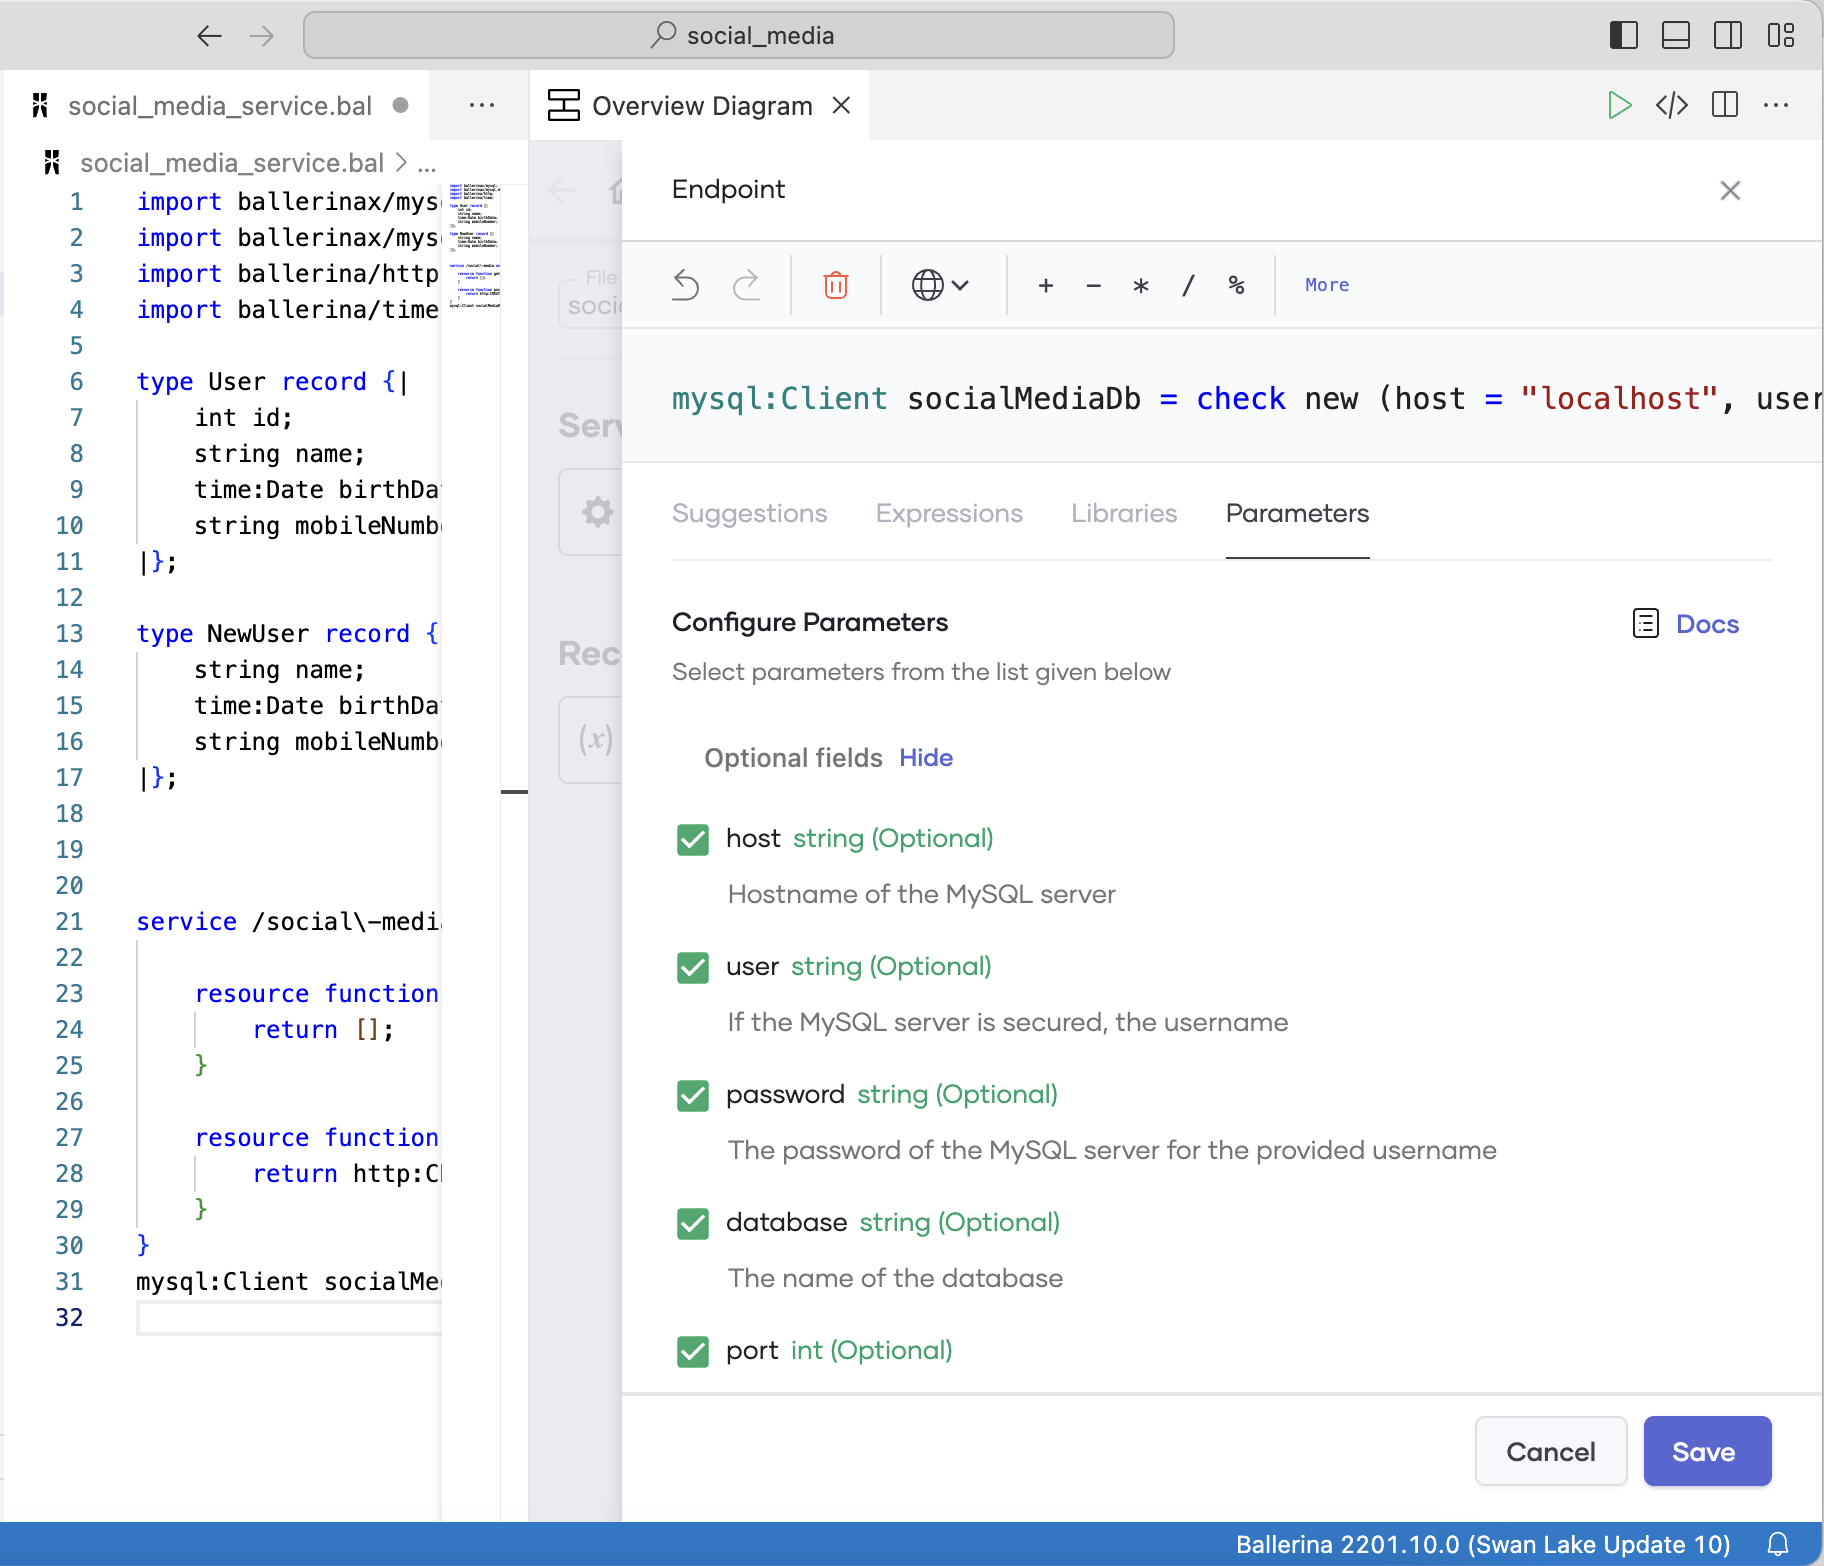 social_media
social_media_service.bal
Overview Diagram
social_media_service.bal > ...
1 import ballerinax/mys
2 import ballerinax/mys
3 import ballerina/http
4 import ballerina/time
5
6 type User record {|
7 int id;
8 string name;
9 time:Date birthDa
10 string mobileNumb
11 |};
12
13 type NewUser record {
14 string name;
15 time:Date birthDa
16 string mobileNumb
17 |};
18
19
20
21 service /social\-medi
22
23 resource function
24 return [];
25 }
26
27 resource function
28 return http:C
29 }
30 }
31 mysql:Client socialMe
32
File
soci
Serv
Rec
(x)
Endpoint
+ - * / % More
mysql:Client socialMediaDb = check new (host = "localhost", user
Suggestions Expressions Libraries Parameters
Configure Parameters
Docs
Select parameters from the list given below
Optional fields Hide
host string (Optional)
Hostname of the MySQL server
user string (Optional)
If the MySQL server is secured, the username
password string (Optional)
The password of the MySQL server for the provided username
database string (Optional)
The name of the database
port int (Optional)
Cancel Save
Ballerina 2201.10.0 (Swan Lake Update 10)